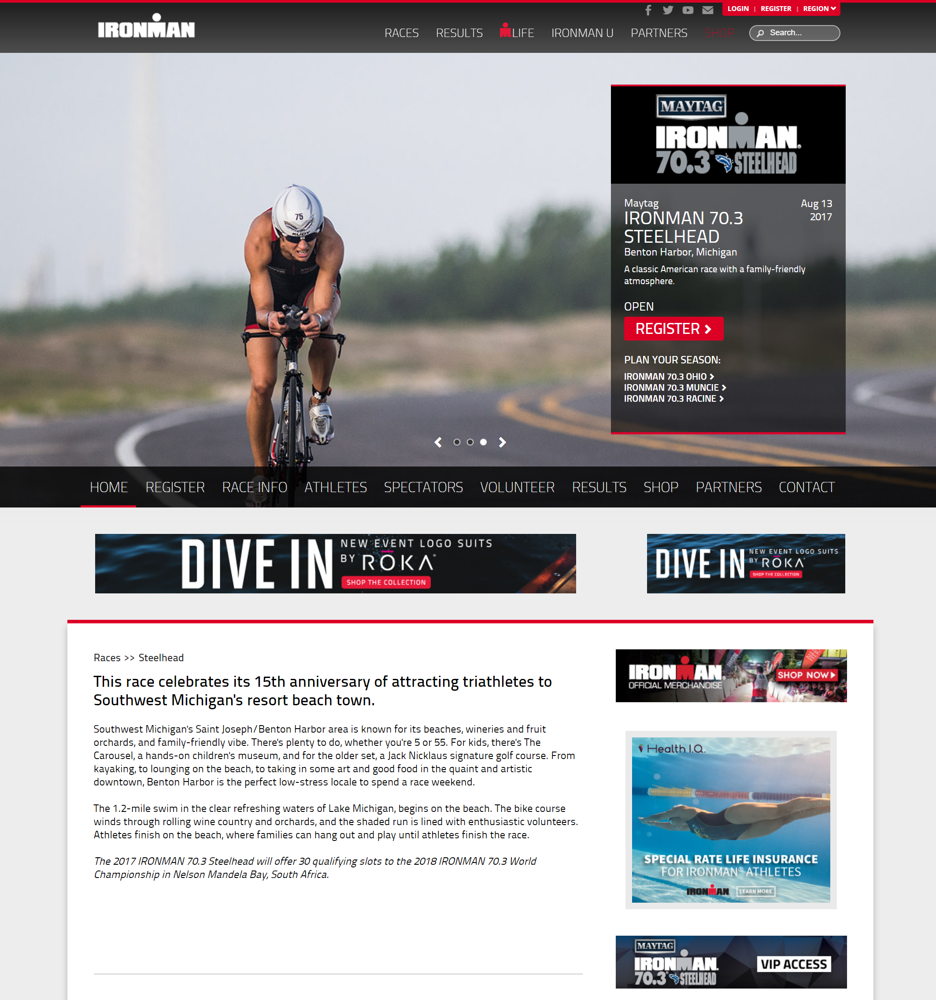 LOGIN | REGISTER | REGION
IRONMAN
RACES RESULTS LIFE IRONMAN U PARTNERS SHOP Search...
MAYTAG
IRONMAN®
70.3® STEELHEAD
75
RUDY
Maytag
Aug 13
2017
IRONMAN 70.3
STEELHEAD
Benton Harbor, Michigan
A classic American race with a family-friendly
atmosphere.
OPEN
REGISTER
PLAN YOUR SEASON:
IRONMAN 70.3 OHIO
IRONMAN 70.3 MUNCIE
IRONMAN 70.3 RACINE
HOME REGISTER RACE INFO ATHLETES SPECTATORS VOLUNTEER RESULTS SHOP PARTNERS CONTACT
DIVE IN
NEW EVENT LOGO SUITS
BY RŌKA®
SHOP THE COLLECTION
DIVE IN
NEW EVENT LOGO SUITS
BY RŌKA®
SHOP THE COLLECTION
Races >> Steelhead
This race celebrates its 15th anniversary of attracting triathletes to
Southwest Michigan's resort beach town.
Southwest Michigan's Saint Joseph/Benton Harbor area is known for its beaches, wineries and fruit
orchards, and family-friendly vibe. There's plenty to do, whether you're 5 or 55. For kids, there's The
Carousel, a hands-on children's museum, and for the older set, a Jack Nicklaus signature golf course. From
kayaking, to lounging on the beach, to taking in some art and good food in the quaint and artistic
downtown, Benton Harbor is the perfect low-stress locale to spend a race weekend.
The 1.2-mile swim in the clear refreshing waters of Lake Michigan, begins on the beach. The bike course
winds through rolling wine country and orchards, and the shaded run is lined with enthusiastic volunteers.
Athletes finish on the beach, where families can hang out and play until athletes finish the race.
The 2017 IRONMAN 70.3 Steelhead will offer 30 qualifying slots to the 2018 IRONMAN 70.3 World
Championship in Nelson Mandela Bay, South Africa.
IRONMAN®
OFFICIAL MERCHANDISE
SHOP NOW
Health I.Q.
SPECIAL RATE LIFE INSURANCE
FOR IRONMAN® ATHLETES
IRONMAN LEARN MORE
MAYTAG
IRONMAN®
70.3® STEELHEAD
VIP ACCESS